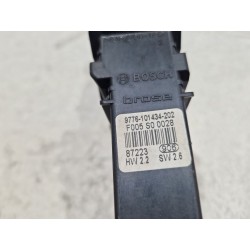 BOSCH
brose
9776-101434-202
F005 S0 0028
87223
HW 2.2 SW 2.6